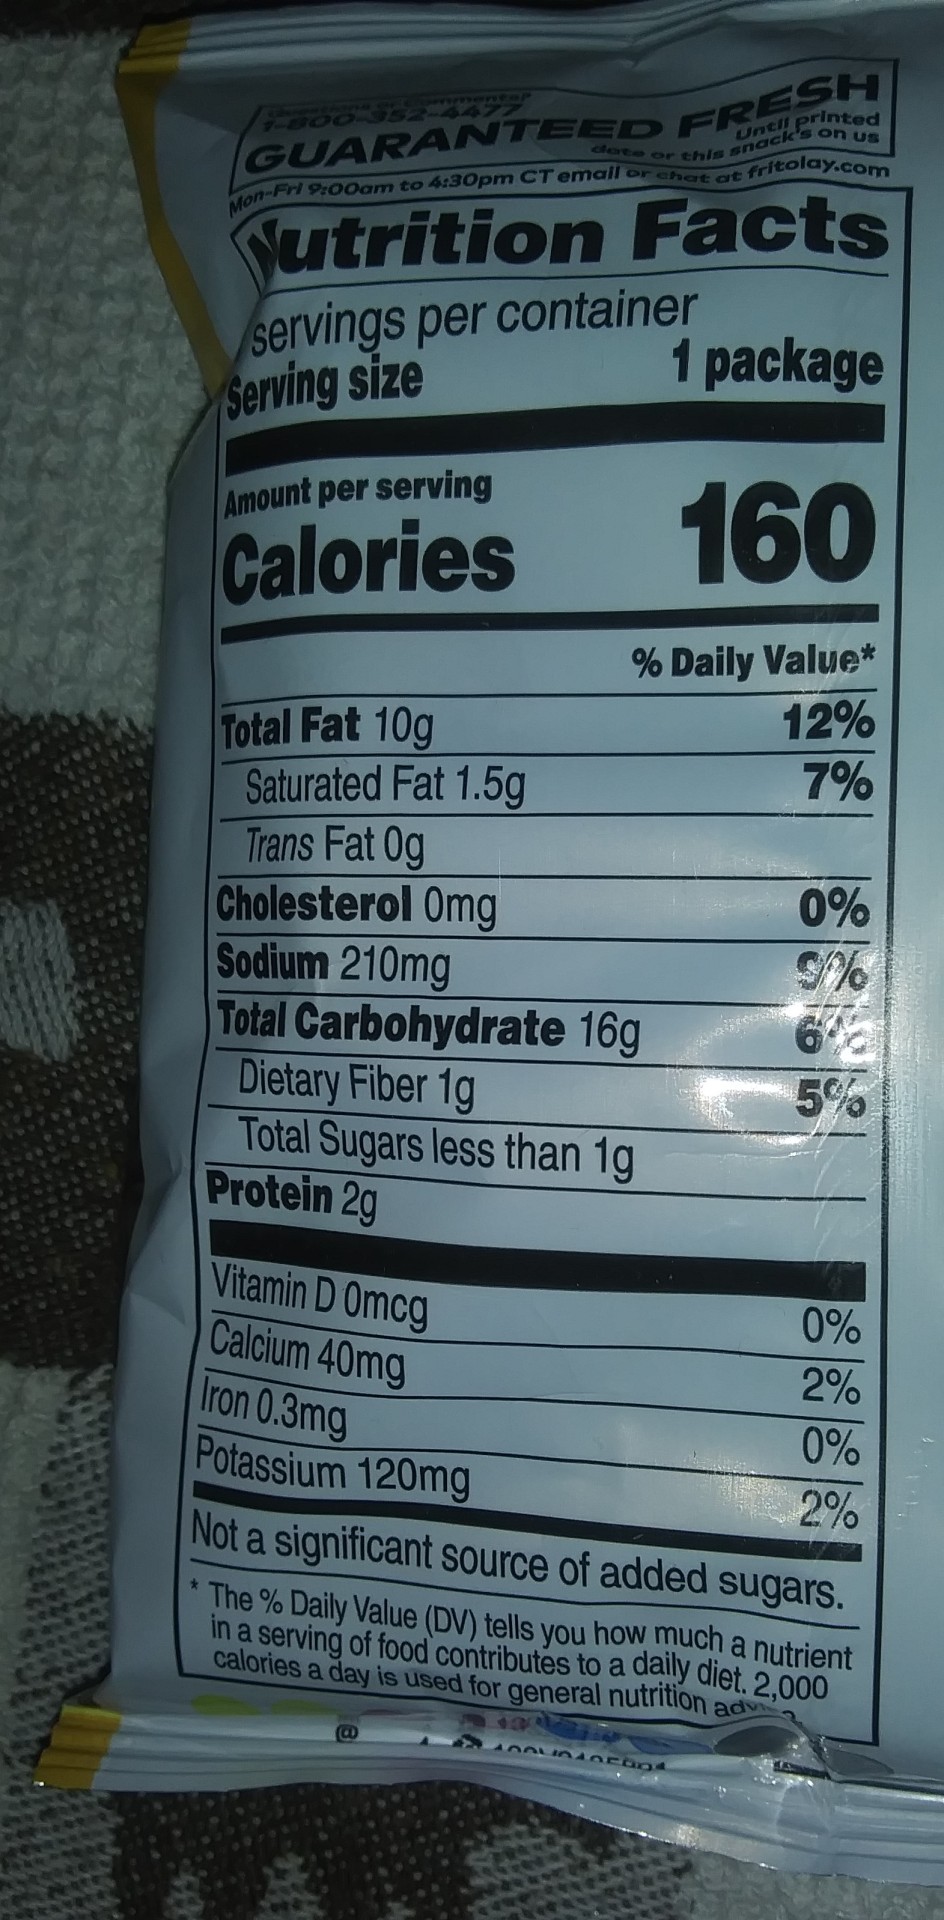 1-800-352-4477
GUARANTEED FRESH
Until printed
date or this snack's on us
Mon-Fri 9:00am to 4:30pm CT email or chat at fritolay.com
Nutrition Facts
servings per container
Serving size 1 package
Amount per serving
Calories 160
% Daily Value*
Total Fat 10g 12%
Saturated Fat 1.5g 7%
Trans Fat 0g
Cholesterol 0mg 0%
Sodium 210mg 9%
Total Carbohydrate 16g 6%
Dietary Fiber 1g 5%
Total Sugars less than 1g
Protein 2g
Vitamin D 0mcg 0%
Calcium 40mg 2%
Iron 0.3mg 0%
Potassium 120mg 2%
Not a significant source of added sugars.
* The % Daily Value (DV) tells you how much a nutrient
in a serving of food contributes to a daily diet. 2,000
calories a day is used for general nutrition
@